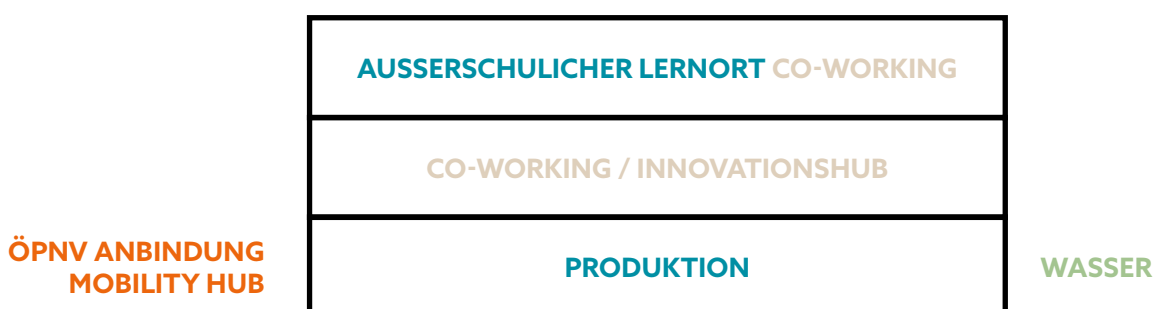 AUSSERSCHULICHER LERNORT CO-WORKING
CO-WORKING / INNOVATIONSHUB
ÖPNV ANBINDUNG
MOBILITY HUB
PRODUKTION
WASSER